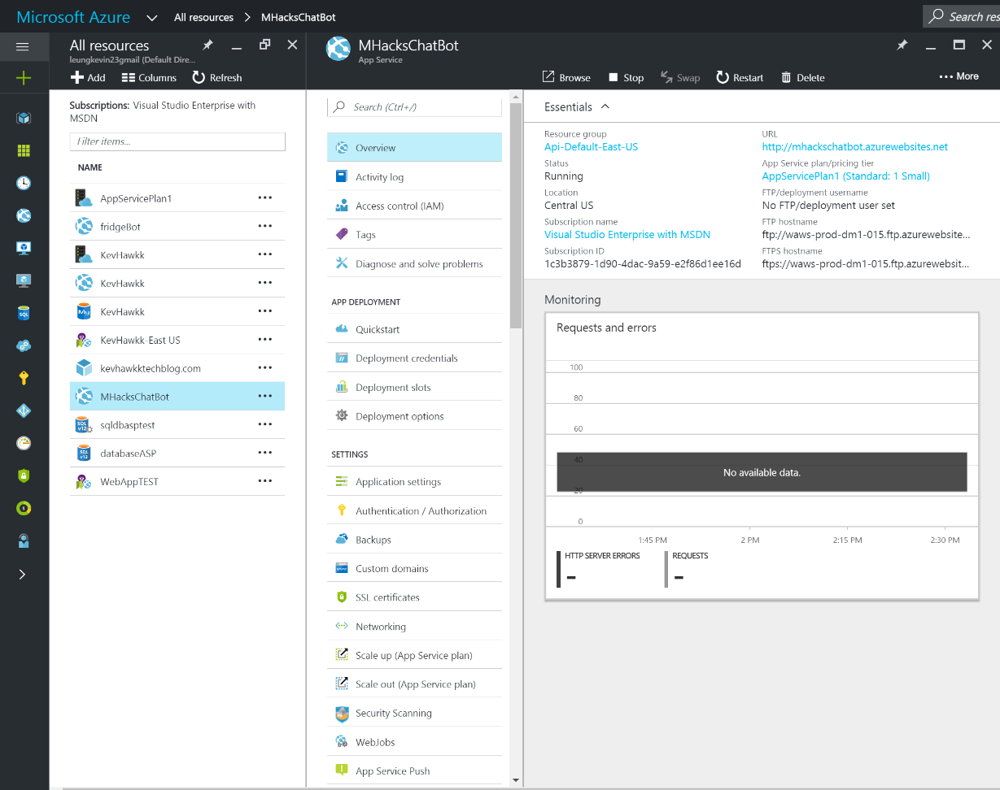 Microsoft Azure
All resources
MHacksChatBot
Search res
All resources
leungkevin23gmail (Default Dire...
Add
Columns
Refresh
Subscriptions: Visual Studio Enterprise with
MSDN
Filter items...
NAME
AppServicePlan1
fridgeBot
KevHawkk
KevHawkk
KevHawkk
KevHawkk-East US
kevhawkktechblog.com
MHacksChatBot
sqldbasptest
databaseASP
WebAppTEST
MHacksChatBot
App Service
Search (Ctrl+/)
Overview
Activity log
Access control (IAM)
Tags
Diagnose and solve problems
APP DEPLOYMENT
Quickstart
Deployment credentials
Deployment slots
Deployment options
SETTINGS
Application settings
Authentication / Authorization
Backups
Custom domains
SSL certificates
Networking
Scale up (App Service plan)
Scale out (App Service plan)
Security Scanning
WebJobs
App Service Push
Browse
Stop
Swap
Restart
Delete
More
Essentials
Resource group
Api-Default-East-US
Status
Running
Location
Central US
Subscription name
Visual Studio Enterprise with MSDN
Subscription ID
1c3b3879-1d90-4dac-9a59-e2f86d1ee16d
URL
http://mhackschatbot.azurewebsites.net
App Service plan/pricing tier
AppServicePlan1 (Standard: 1 Small)
FTP/deployment username
No FTP/deployment user set
FTP hostname
ftp://waws-prod-dm1-015.ftp.azurewebsite...
FTPS hostname
ftps://waws-prod-dm1-015.ftp.azurewebsit...
Monitoring
Requests and errors
100
80
60
40
No available data.
20
0
1:45 PM
2 PM
2:15 PM
2:30 PM
HTTP SERVER ERRORS
--
REQUESTS
--